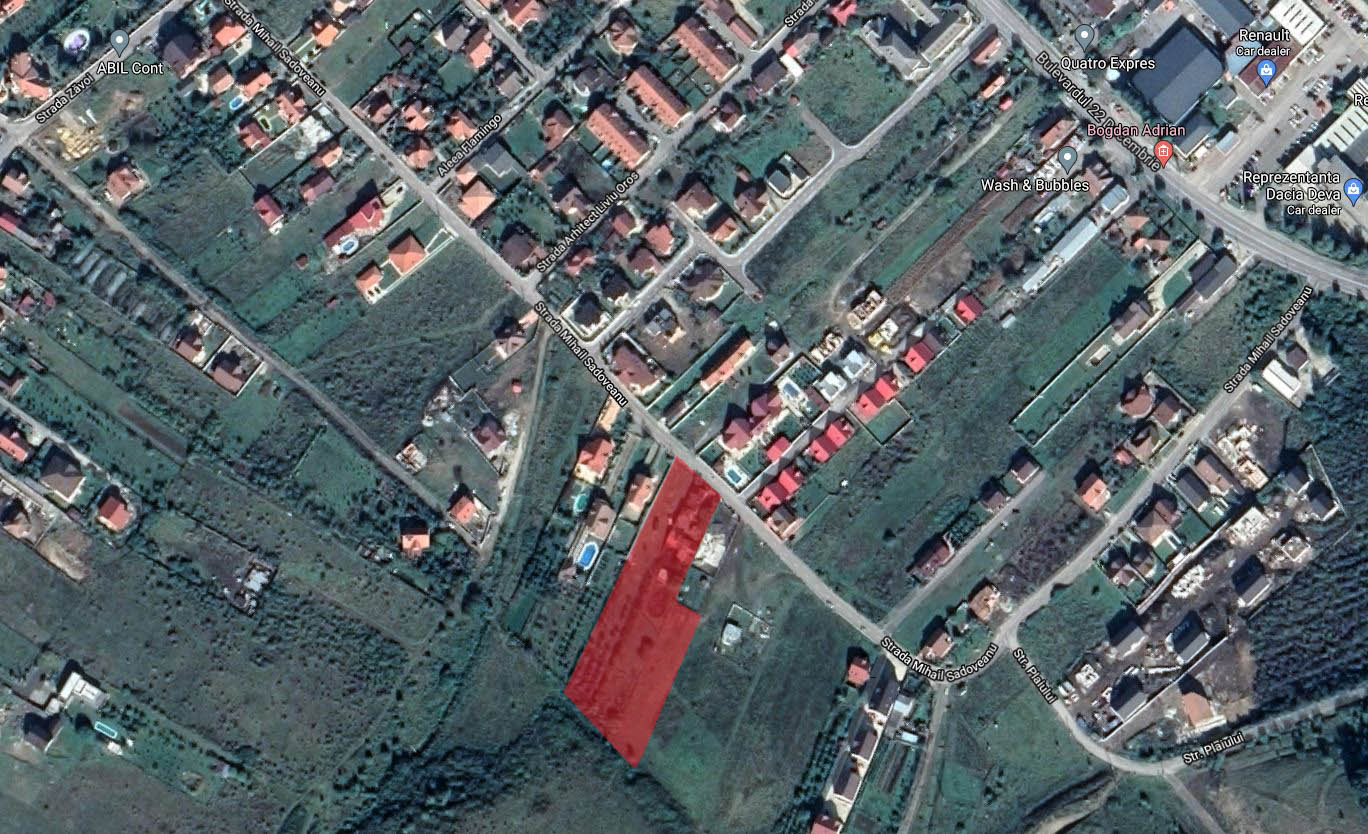 Strada Mihail Sadoveanu
Strada
Renault
Car dealer
Quatro Expres
ABIL Cont
Strada Zăvoi
Bulevardul 22 Decembrie
Bogdan Adrian
Aleea Flamingo
Wash & Bubbles
Reprezentanta
Dacia Deva
Car dealer
Strada Arhitect Liviu Oros
Strada Mihail Sadoveanu
Strada Mihail Sadoveanu
Strada Mihail Sadoveanu
Str. Plaiului
Str. Plaiului